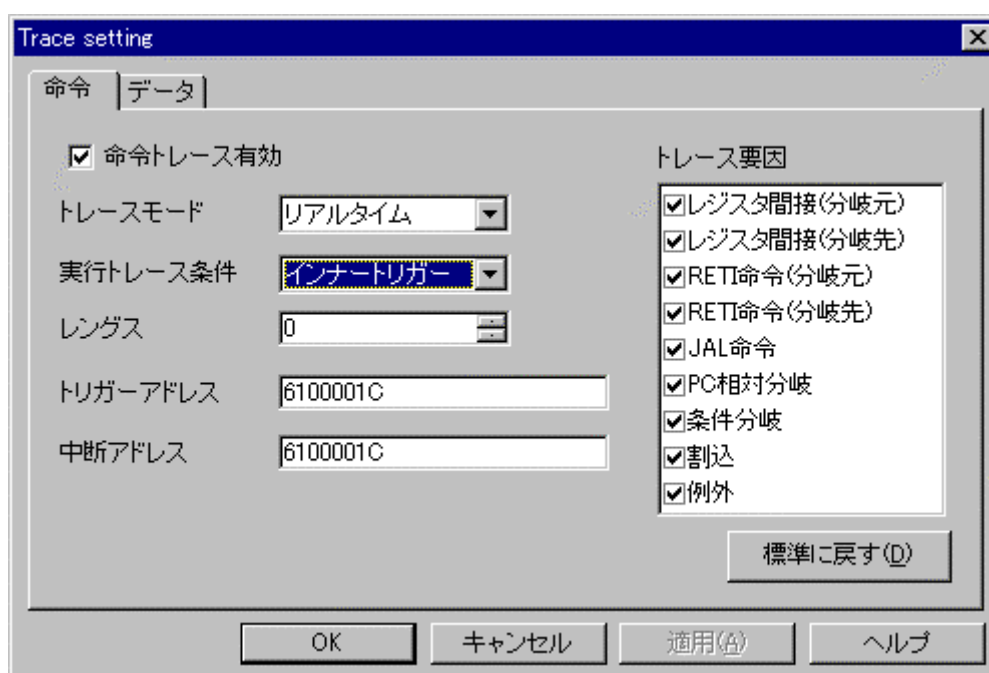 Trace setting
命令 データ
命令トレース有効
トレースモード リアルタイム
実行トレース条件 インナートリガー
レングス 0
トリガーアドレス 6100001C
中断アドレス 6100001C
トレース要因
レジスタ間接(分岐元)
レジスタ間接(分岐先)
RETI命令(分岐元)
RETI命令(分岐先)
JAL命令
PC相対分岐
条件分岐
割込
例外
標準に戻す(D)
OK キャンセル 適用(A) ヘルプ